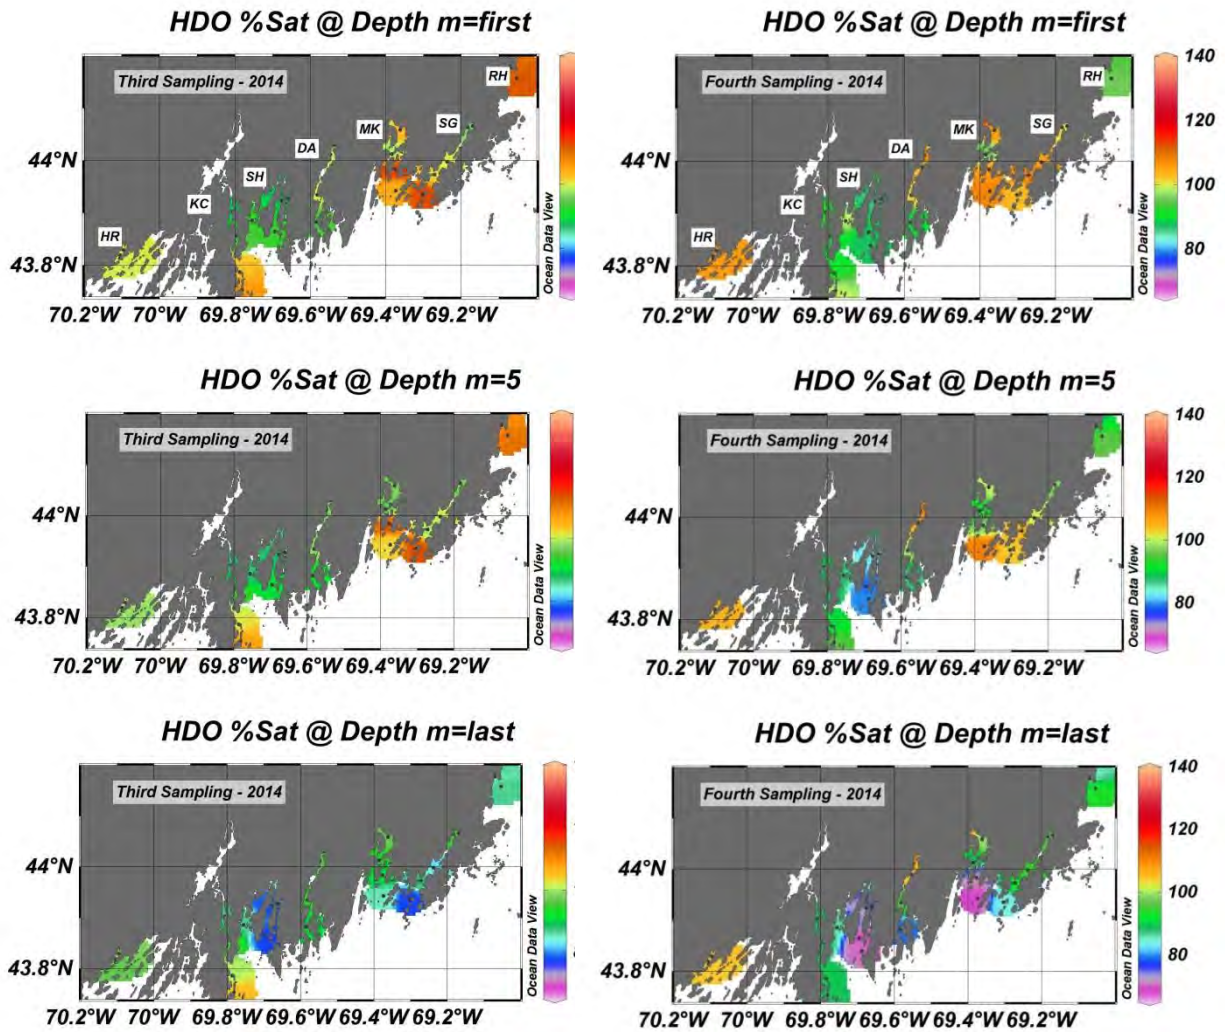 HDO %Sat @ Depth m=first
Third Sampling - 2014
RH
MK
SG
DA
SH
KC
HR
44°N
43.8°N
70.2°W 70°W 69.8°W 69.6°W 69.4°W 69.2°W
Ocean Data View
HDO %Sat @ Depth m=first
Fourth Sampling - 2014
RH
MK
SG
DA
SH
KC
HR
44°N
43.8°N
70.2°W 70°W 69.8°W 69.6°W 69.4°W 69.2°W
Ocean Data View
140
120
100
80
HDO %Sat @ Depth m=5
Third Sampling - 2014
44°N
43.8°N
70.2°W 70°W 69.8°W 69.6°W 69.4°W 69.2°W
Ocean Data View
HDO %Sat @ Depth m=5
Fourth Sampling - 2014
44°N
43.8°N
70.2°W 70°W 69.8°W 69.6°W 69.4°W 69.2°W
Ocean Data View
140
120
100
80
HDO %Sat @ Depth m=last
Third Sampling - 2014
44°N
43.8°N
70.2°W 70°W 69.8°W 69.6°W 69.4°W 69.2°W
Ocean Data View
HDO %Sat @ Depth m=last
Fourth Sampling - 2014
44°N
43.8°N
70.2°W 70°W 69.8°W 69.6°W 69.4°W 69.2°W
Ocean Data View
140
120
100
80